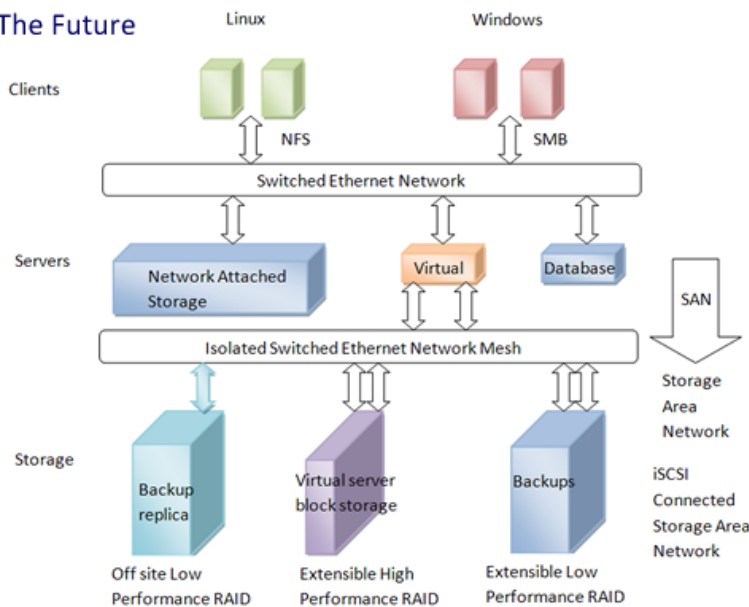 The Future
Linux
Windows
Clients
NFS
SMB
Switched Ethernet Network
Servers
Network Attached
Storage
Virtual
Database
SAN
Isolated Switched Ethernet Network Mesh
Storage
Area
Network
Storage
Backup
replica
Virtual server
block storage
Backups
iSCSI
Connected
Storage Area
Network
Off site Low
Performance RAID
Extensible High
Performance RAID
Extensible Low
Performance RAID